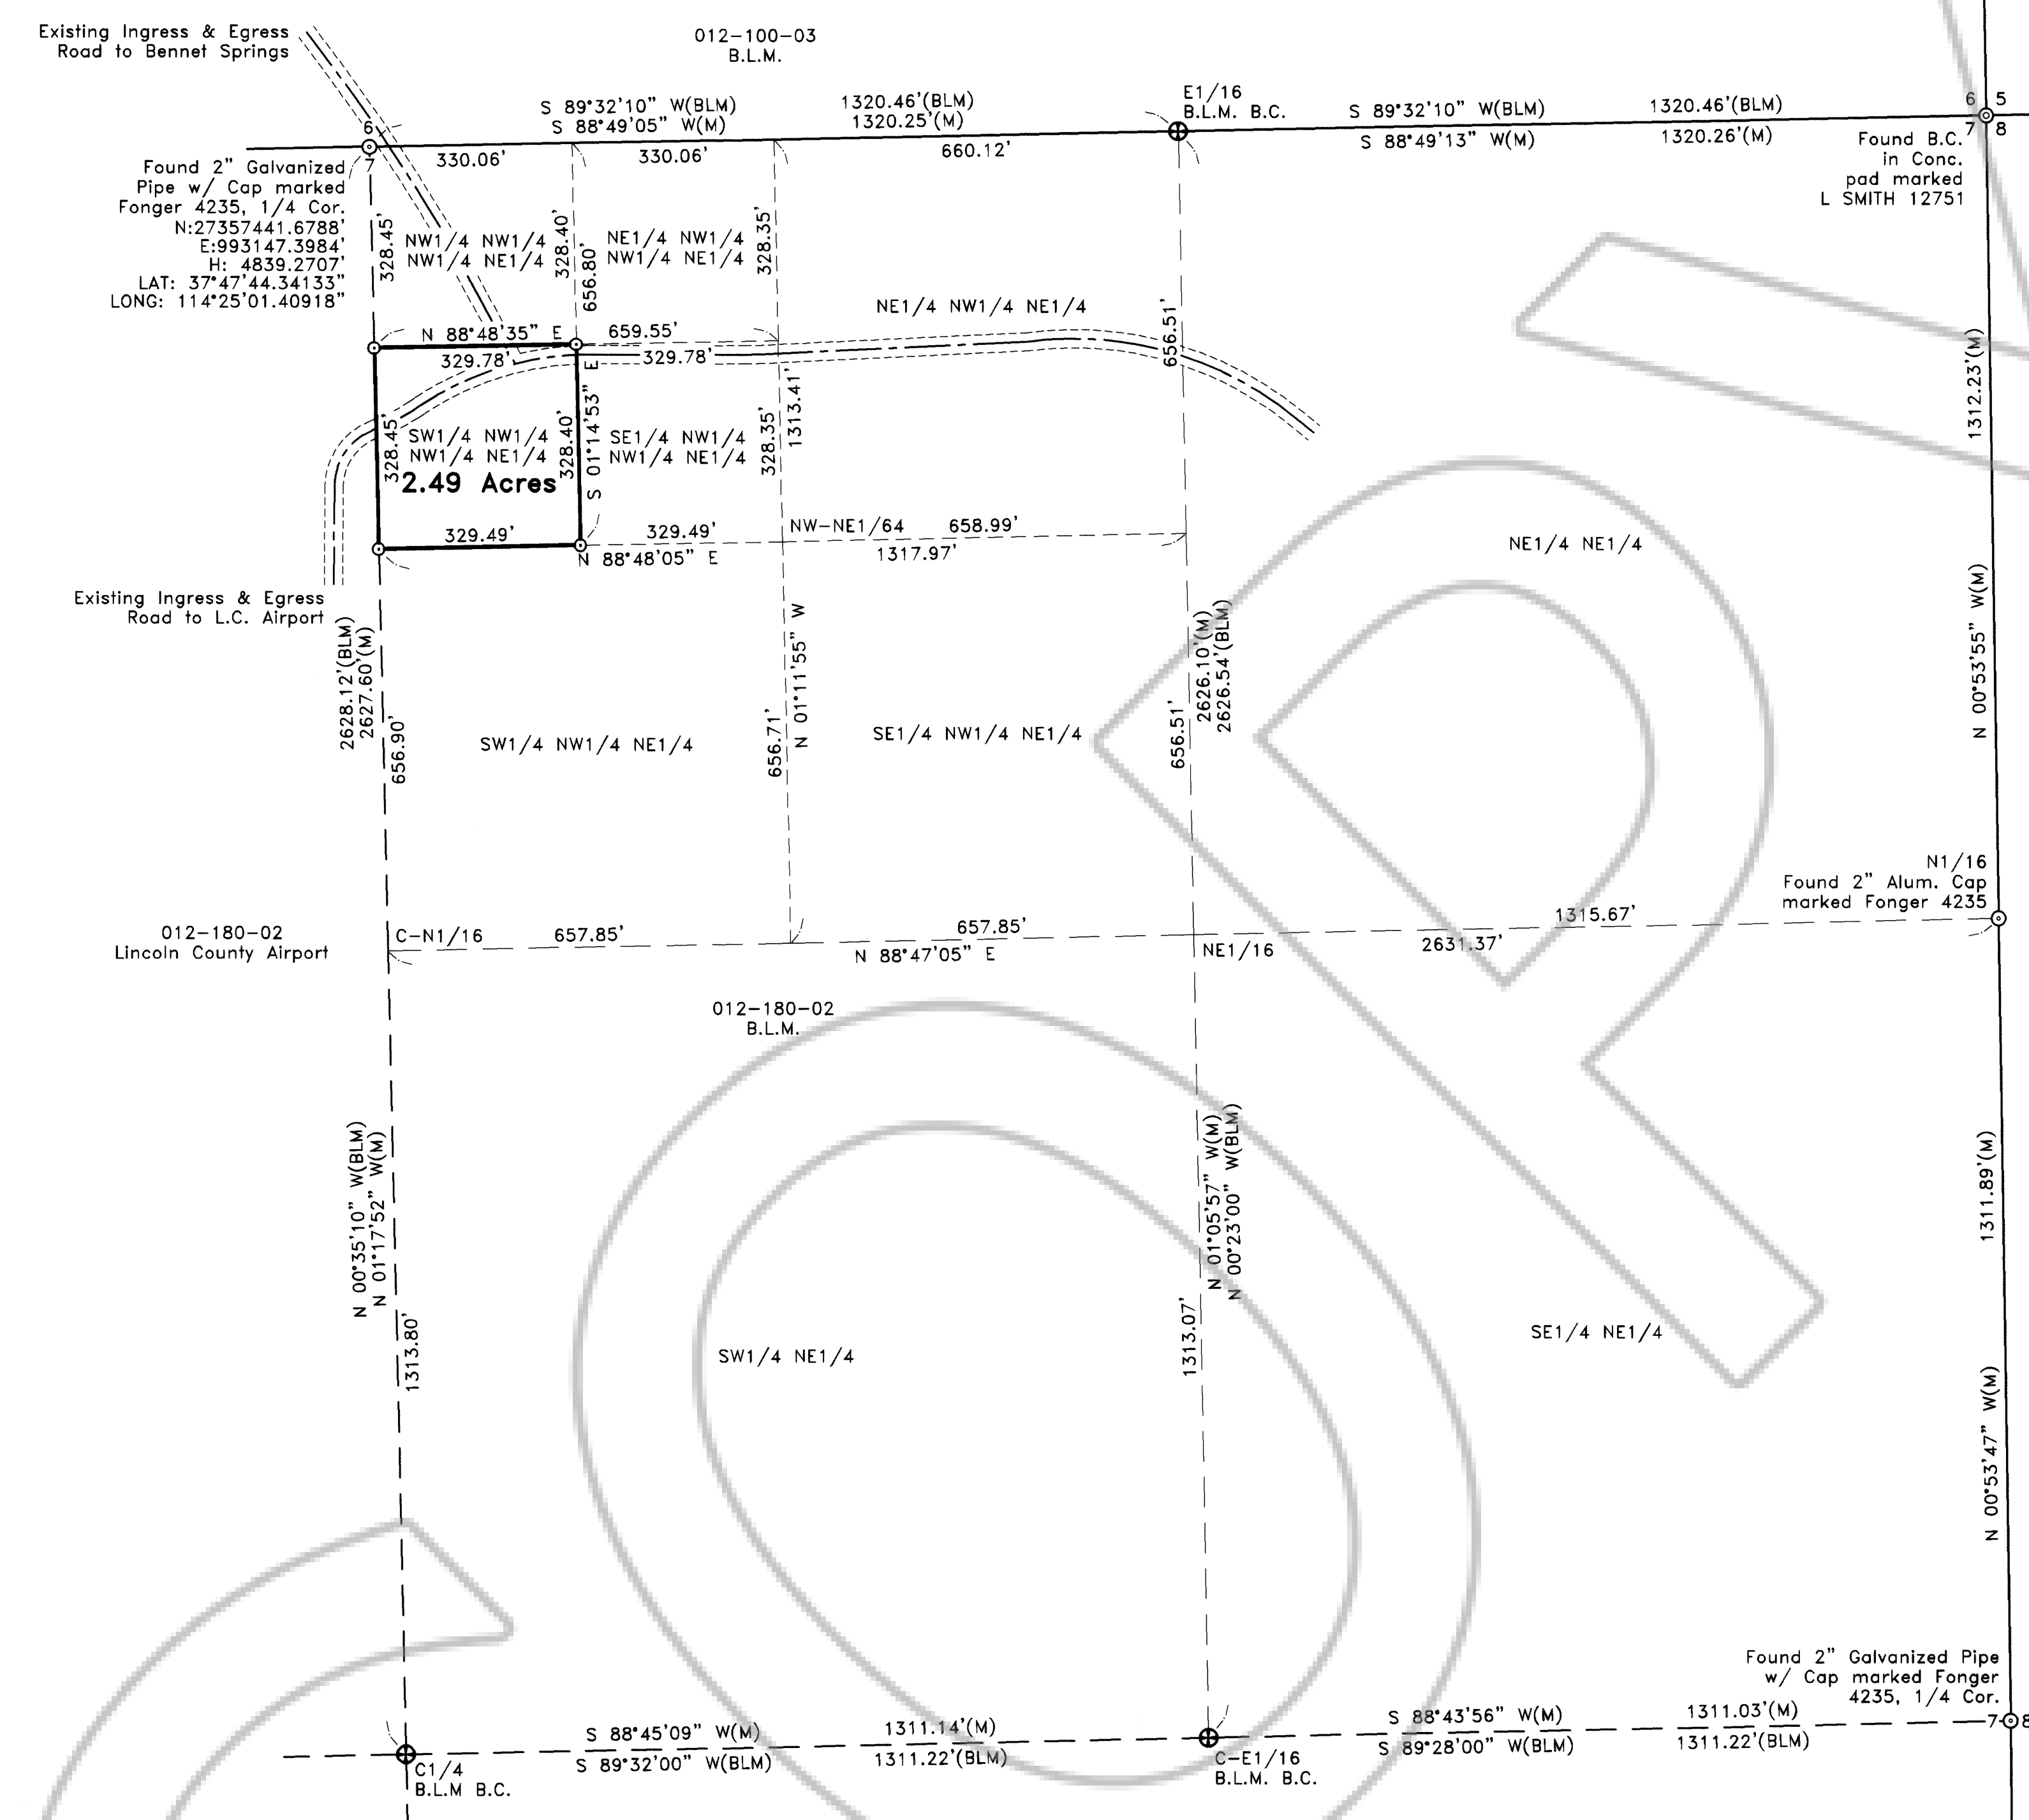 Existing Ingress & Egress
Road to Bennet Springs
012-100-03
B.L.M.
S 89°32'10" W(BLM)
S 88°49'05" W(M)
1320.46'(BLM)
1320.25'(M)
E1/16
B.L.M. B.C.
S 89°32'10" W(BLM)
S 88°49'13" W(M)
1320.46'(BLM)
1320.26'(M)
6 5
7 8
Found B.C.
in Conc.
pad marked
L SMITH 12751
6
7
330.06'
330.06'
660.12'
Found 2" Galvanized
Pipe w/ Cap marked
Fonger 4235, 1/4 Cor.
N:27357441.6788'
E:993147.3984'
H: 4839.2707'
LAT: 37°47'44.34133"
LONG: 114°25'01.40918"
328.45'
NW1/4 NW1/4
NW1/4 NE1/4
328.40'
656.80'
NE1/4 NW1/4
NW1/4 NE1/4
328.35'
NE1/4 NW1/4 NE1/4
656.51'
1312.23'(M)
N 88°48'35" E
659.55'
329.78'
329.78'
328.45'
SW1/4 NW1/4
NW1/4 NE1/4
2.49 Acres
328.40'
S 01°14'53" E
SE1/4 NW1/4
NW1/4 NE1/4
328.35'
1313.41'
329.49'
329.49'
NW-NE1/64
658.99'
N 88°48'05" E
1317.97'
NE1/4 NE1/4
Existing Ingress & Egress
Road to L.C. Airport
2628.12'(BLM)
2627.60'(M)
656.90'
SW1/4 NW1/4 NE1/4
656.71'
N 01°11'55" W
SE1/4 NW1/4 NE1/4
656.51'
2626.10'(M)
2626.54'(BLM)
N 00°53'55" W(M)
N1/16
Found 2" Alum. Cap
marked Fonger 4235
012-180-02
Lincoln County Airport
C-N1/16
657.85'
657.85'
N 88°47'05" E
NE1/16
1315.67'
2631.37'
012-180-02
B.L.M.
N 00°35'10" W(BLM)
N 01°17'52" W(M)
1313.80'
SW1/4 NE1/4
1313.07'
N 01°05'57" W(M)
N 00°23'00" W(BLM)
SE1/4 NE1/4
1311.89'(M)
N 00°53'47" W(M)
Found 2" Galvanized Pipe
w/ Cap marked Fonger
4235, 1/4 Cor.
7 8
S 88°45'09" W(M)
S 89°32'00" W(BLM)
1311.14'(M)
1311.22'(BLM)
S 88°43'56" W(M)
S 89°28'00" W(BLM)
1311.03'(M)
1311.22'(BLM)
C1/4
B.L.M B.C.
C-E1/16
B.L.M. B.C.